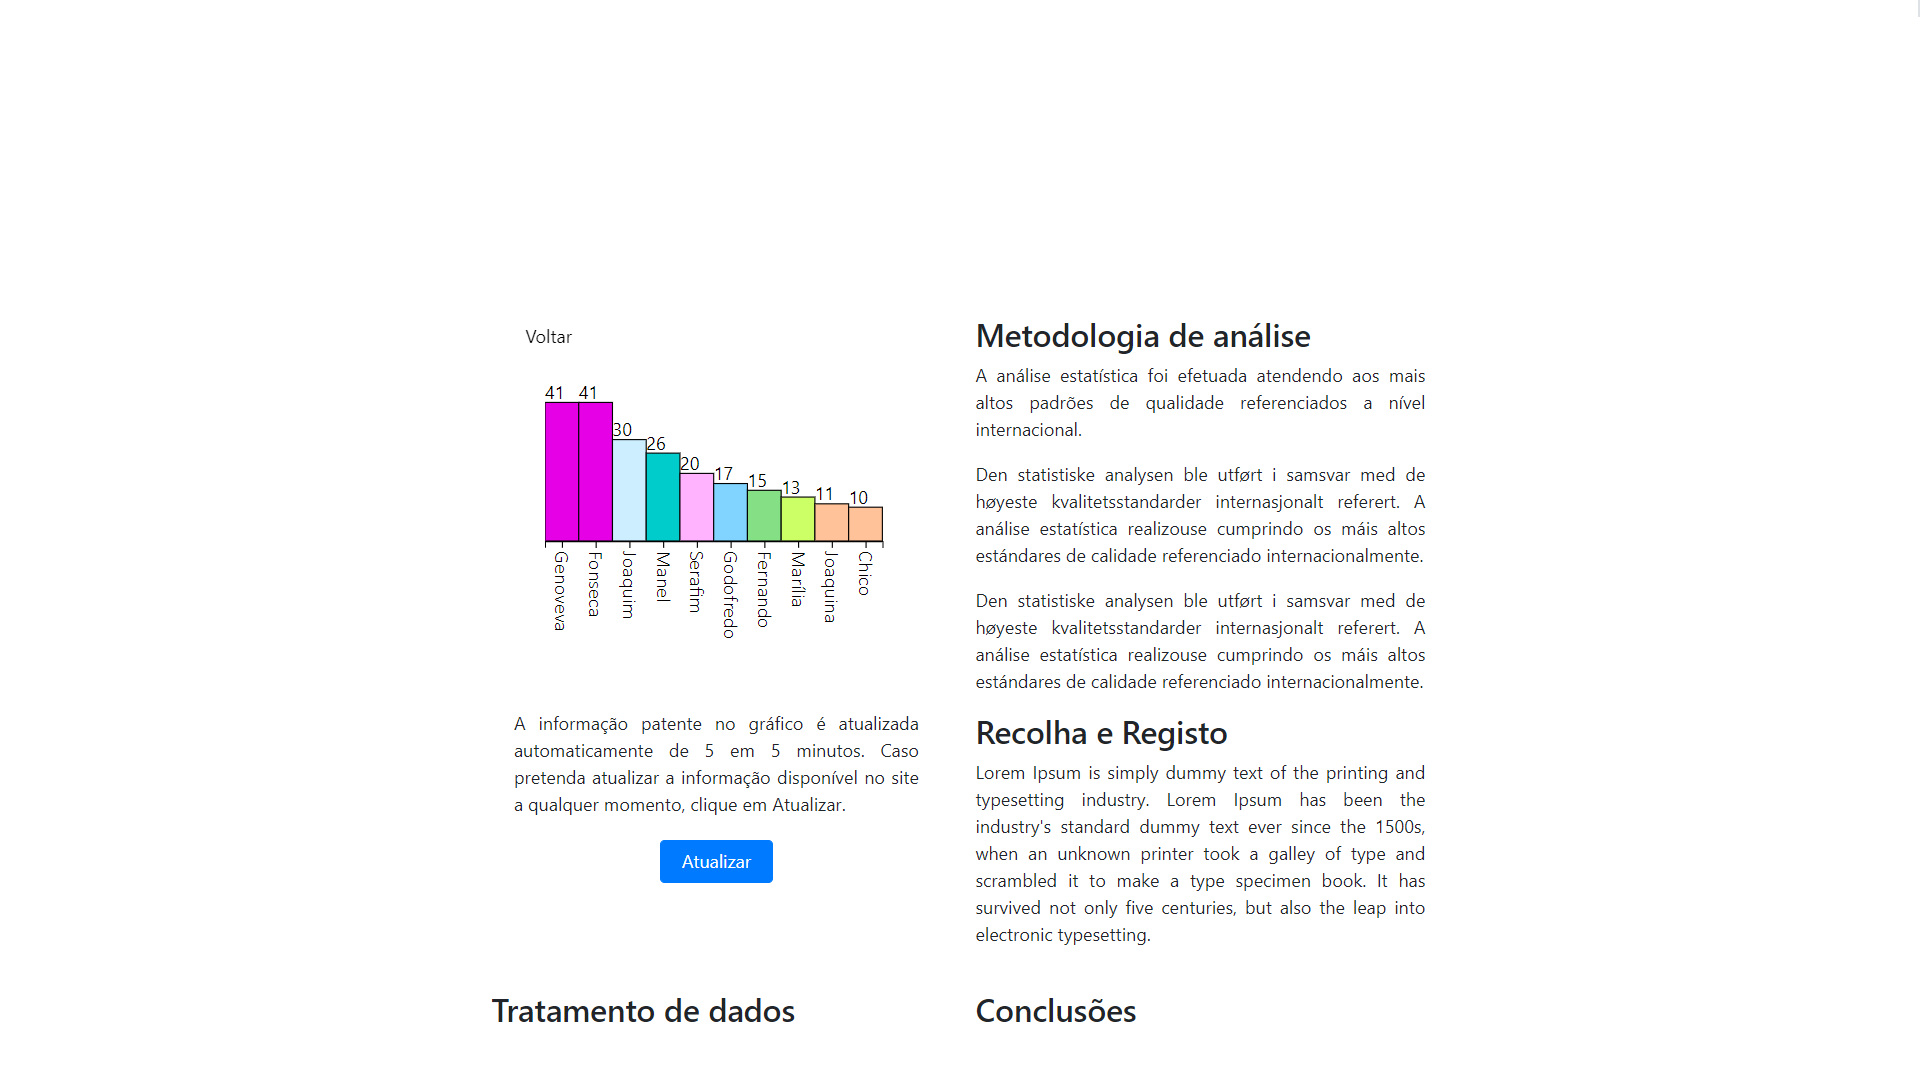 Voltar
41 41
30
26
20
17
15
13
11
10
Genoveva
Fonseca
Joaquim
Manel
Serafim
Godofredo
Fernando
Marília
Joaquina
Chico
A informação patente no gráfico é atualizada
automaticamente de 5 em 5 minutos. Caso
pretenda atualizar a informação disponível no site
a qualquer momento, clique em Atualizar.
Atualizar
Metodologia de análise
A análise estatística foi efetuada atendendo aos mais
altos padrões de qualidade referenciados a nível
internacional.
Den statistiske analysen ble utført i samsvar med de
høyeste kvalitetsstandarder internasjonalt referert. A
análise estatística realizouse cumprindo os máis altos
estándares de calidade referenciado internacionalmente.
Den statistiske analysen ble utført i samsvar med de
høyeste kvalitetsstandarder internasjonalt referert. A
análise estatística realizouse cumprindo os máis altos
estándares de calidade referenciado internacionalmente.
Recolha e Registo
Lorem Ipsum is simply dummy text of the printing and
typesetting industry. Lorem Ipsum has been the
industry's standard dummy text ever since the 1500s,
when an unknown printer took a galley of type and
scrambled it to make a type specimen book. It has
survived not only five centuries, but also the leap into
electronic typesetting.
Tratamento de dados
Conclusões